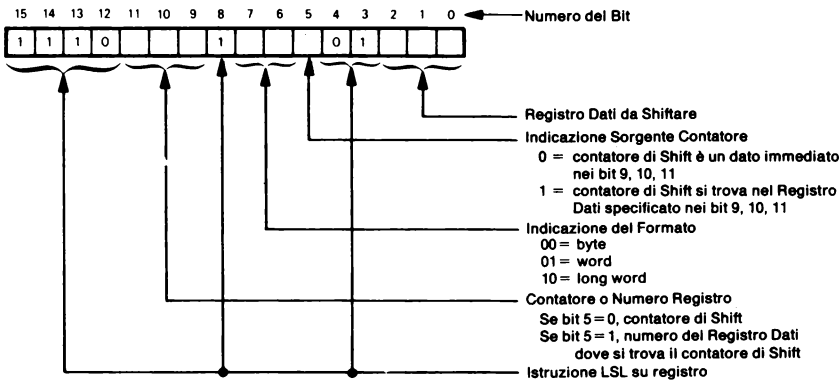 15 14 13 12 11 10 9 8 7 6 5 4 3 2 1 0 Numero del Bit
1 1 1 0 1 0 1
Registro Dati da Shiftare
Indicazione Sorgente Contatore
0 = contatore di Shift è un dato immediato
nei bit 9, 10, 11
1 = contatore di Shift si trova nel Registro
Dati specificato nei bit 9, 10, 11
Indicazione del Formato
00 = byte
01 = word
10 = long word
Contatore o Numero Registro
Se bit 5 = 0, contatore di Shift
Se bit 5 = 1, numero del Registro Dati
dove si trova il contatore di Shift
Istruzione LSL su registro